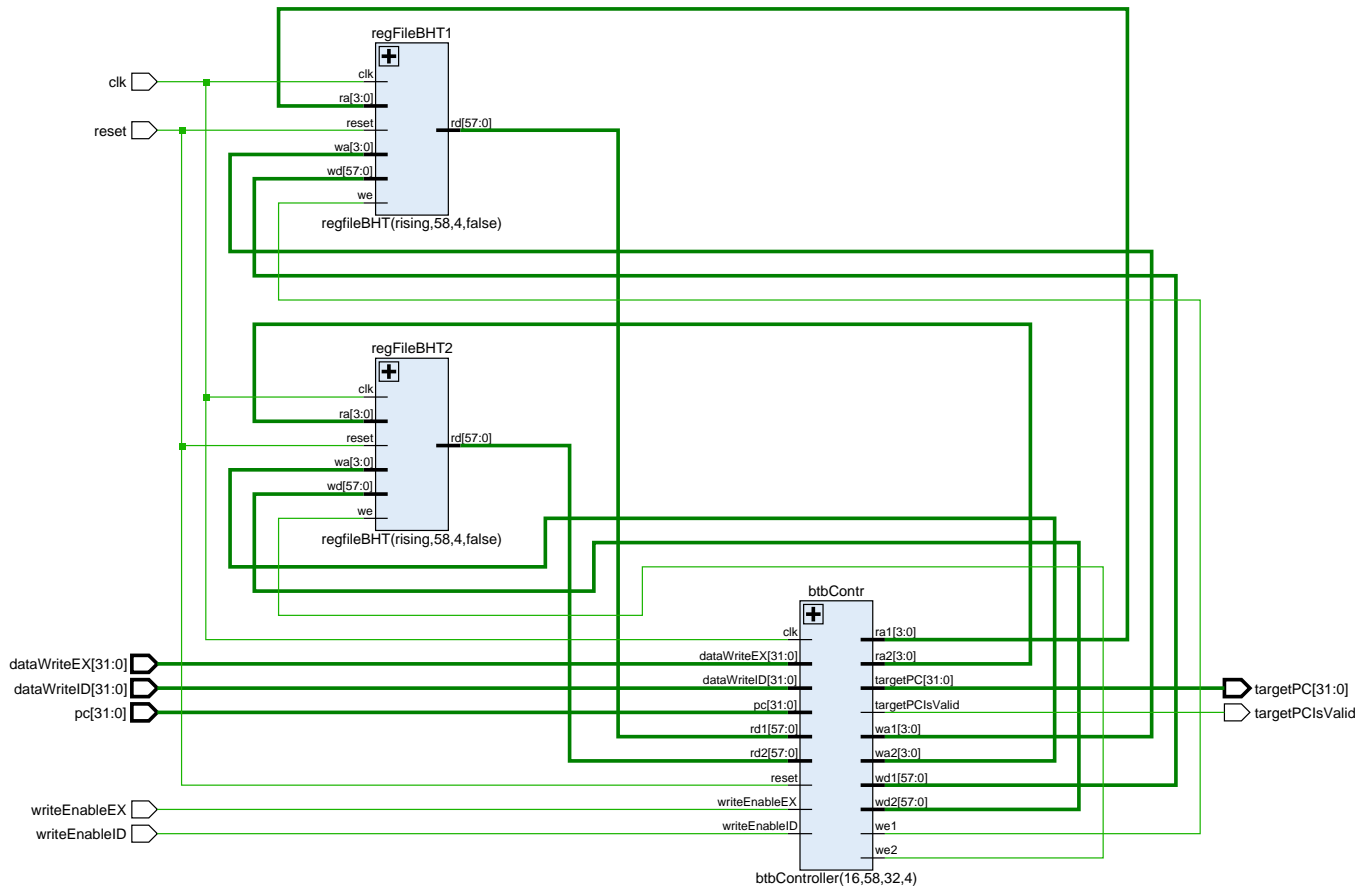 regFileBHT1
clk
reset
clk
ra[3:0]
reset
wa[3:0]
wd[57:0]
we
rd[57:0]
regfileBHT(rising,58,4,false)
regFileBHT2
clk
ra[3:0]
reset
wa[3:0]
wd[57:0]
we
rd[57:0]
regfileBHT(rising,58,4,false)
dataWriteEX[31:0]
dataWriteID[31:0]
pc[31:0]
writeEnableEX
writeEnableID
btbContr
clk
dataWriteEX[31:0]
dataWriteID[31:0]
pc[31:0]
rd1[57:0]
rd2[57:0]
reset
writeEnableEX
writeEnableID
ra1[3:0]
ra2[3:0]
targetPC[31:0]
targetPCIsValid
wa1[3:0]
wa2[3:0]
wd1[57:0]
wd2[57:0]
we1
we2
btbController(16,58,32,4)
targetPC[31:0]
targetPCIsValid